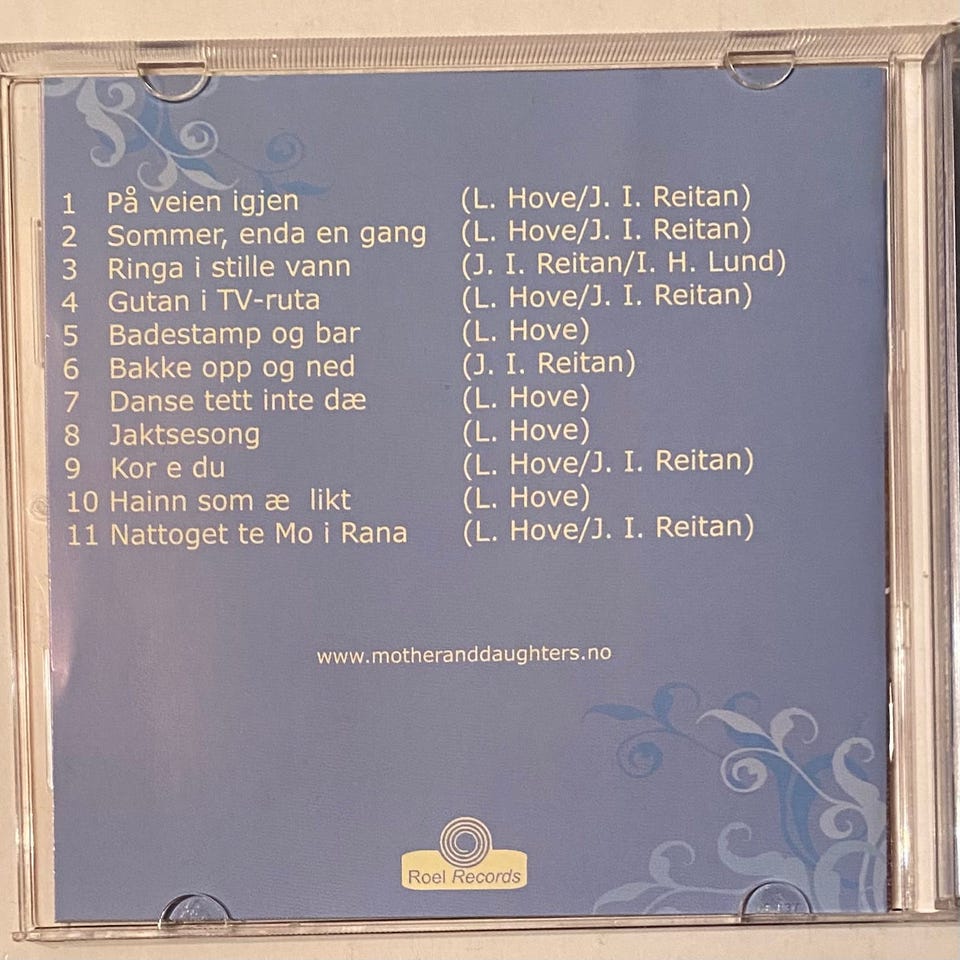 1 På veien igjen (L. Hove/J. I. Reitan)
2 Sommer, enda en gang (L. Hove/J. I. Reitan)
3 Ringa i stille vann (J. I. Reitan/I. H. Lund)
4 Gutan i TV-ruta (L. Hove/J. I. Reitan)
5 Badestamp og bar (L. Hove)
6 Bakke opp og ned (J. I. Reitan)
7 Danse tett inte dæ (L. Hove)
8 Jaktsesong (L. Hove)
9 Kor e du (L. Hove/J. I. Reitan)
10 Hainn som æ likt (L. Hove)
11 Nattoget te Mo i Rana (L. Hove/J. I. Reitan)
www.motheranddaughters.no
Roel Records